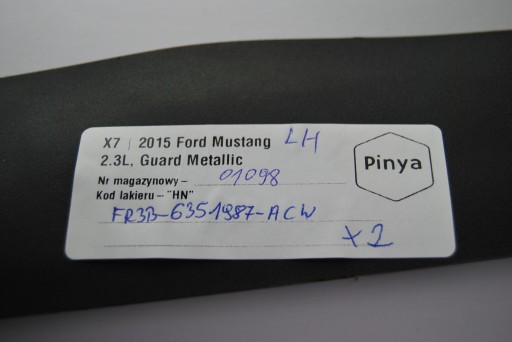 X7 | 2015 Ford Mustang LH
2.3L, Guard Metallic
Pinya
Nr magazynowy – 01098
Kod lakieru – "HN"
FR3B-6351987-ACW
x2